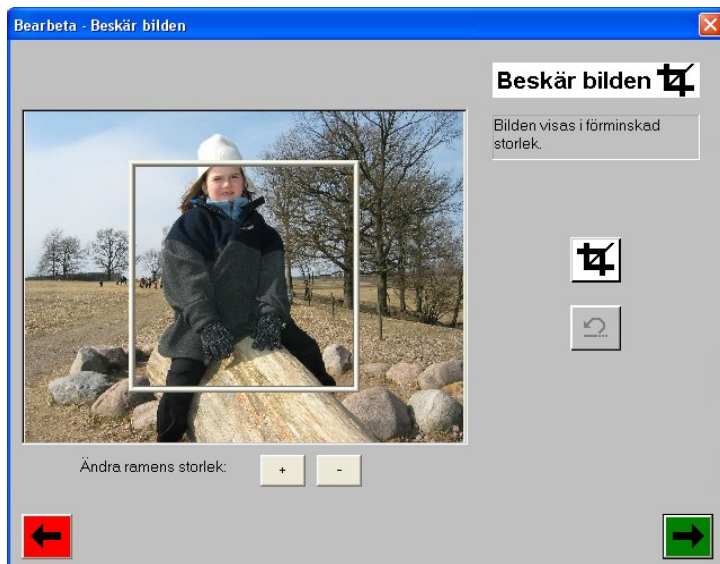 Bearbeta - Beskär bilden
Beskär bilden
Bilden visas i förminskad
storlek.
Ändra ramens storlek:
+
-